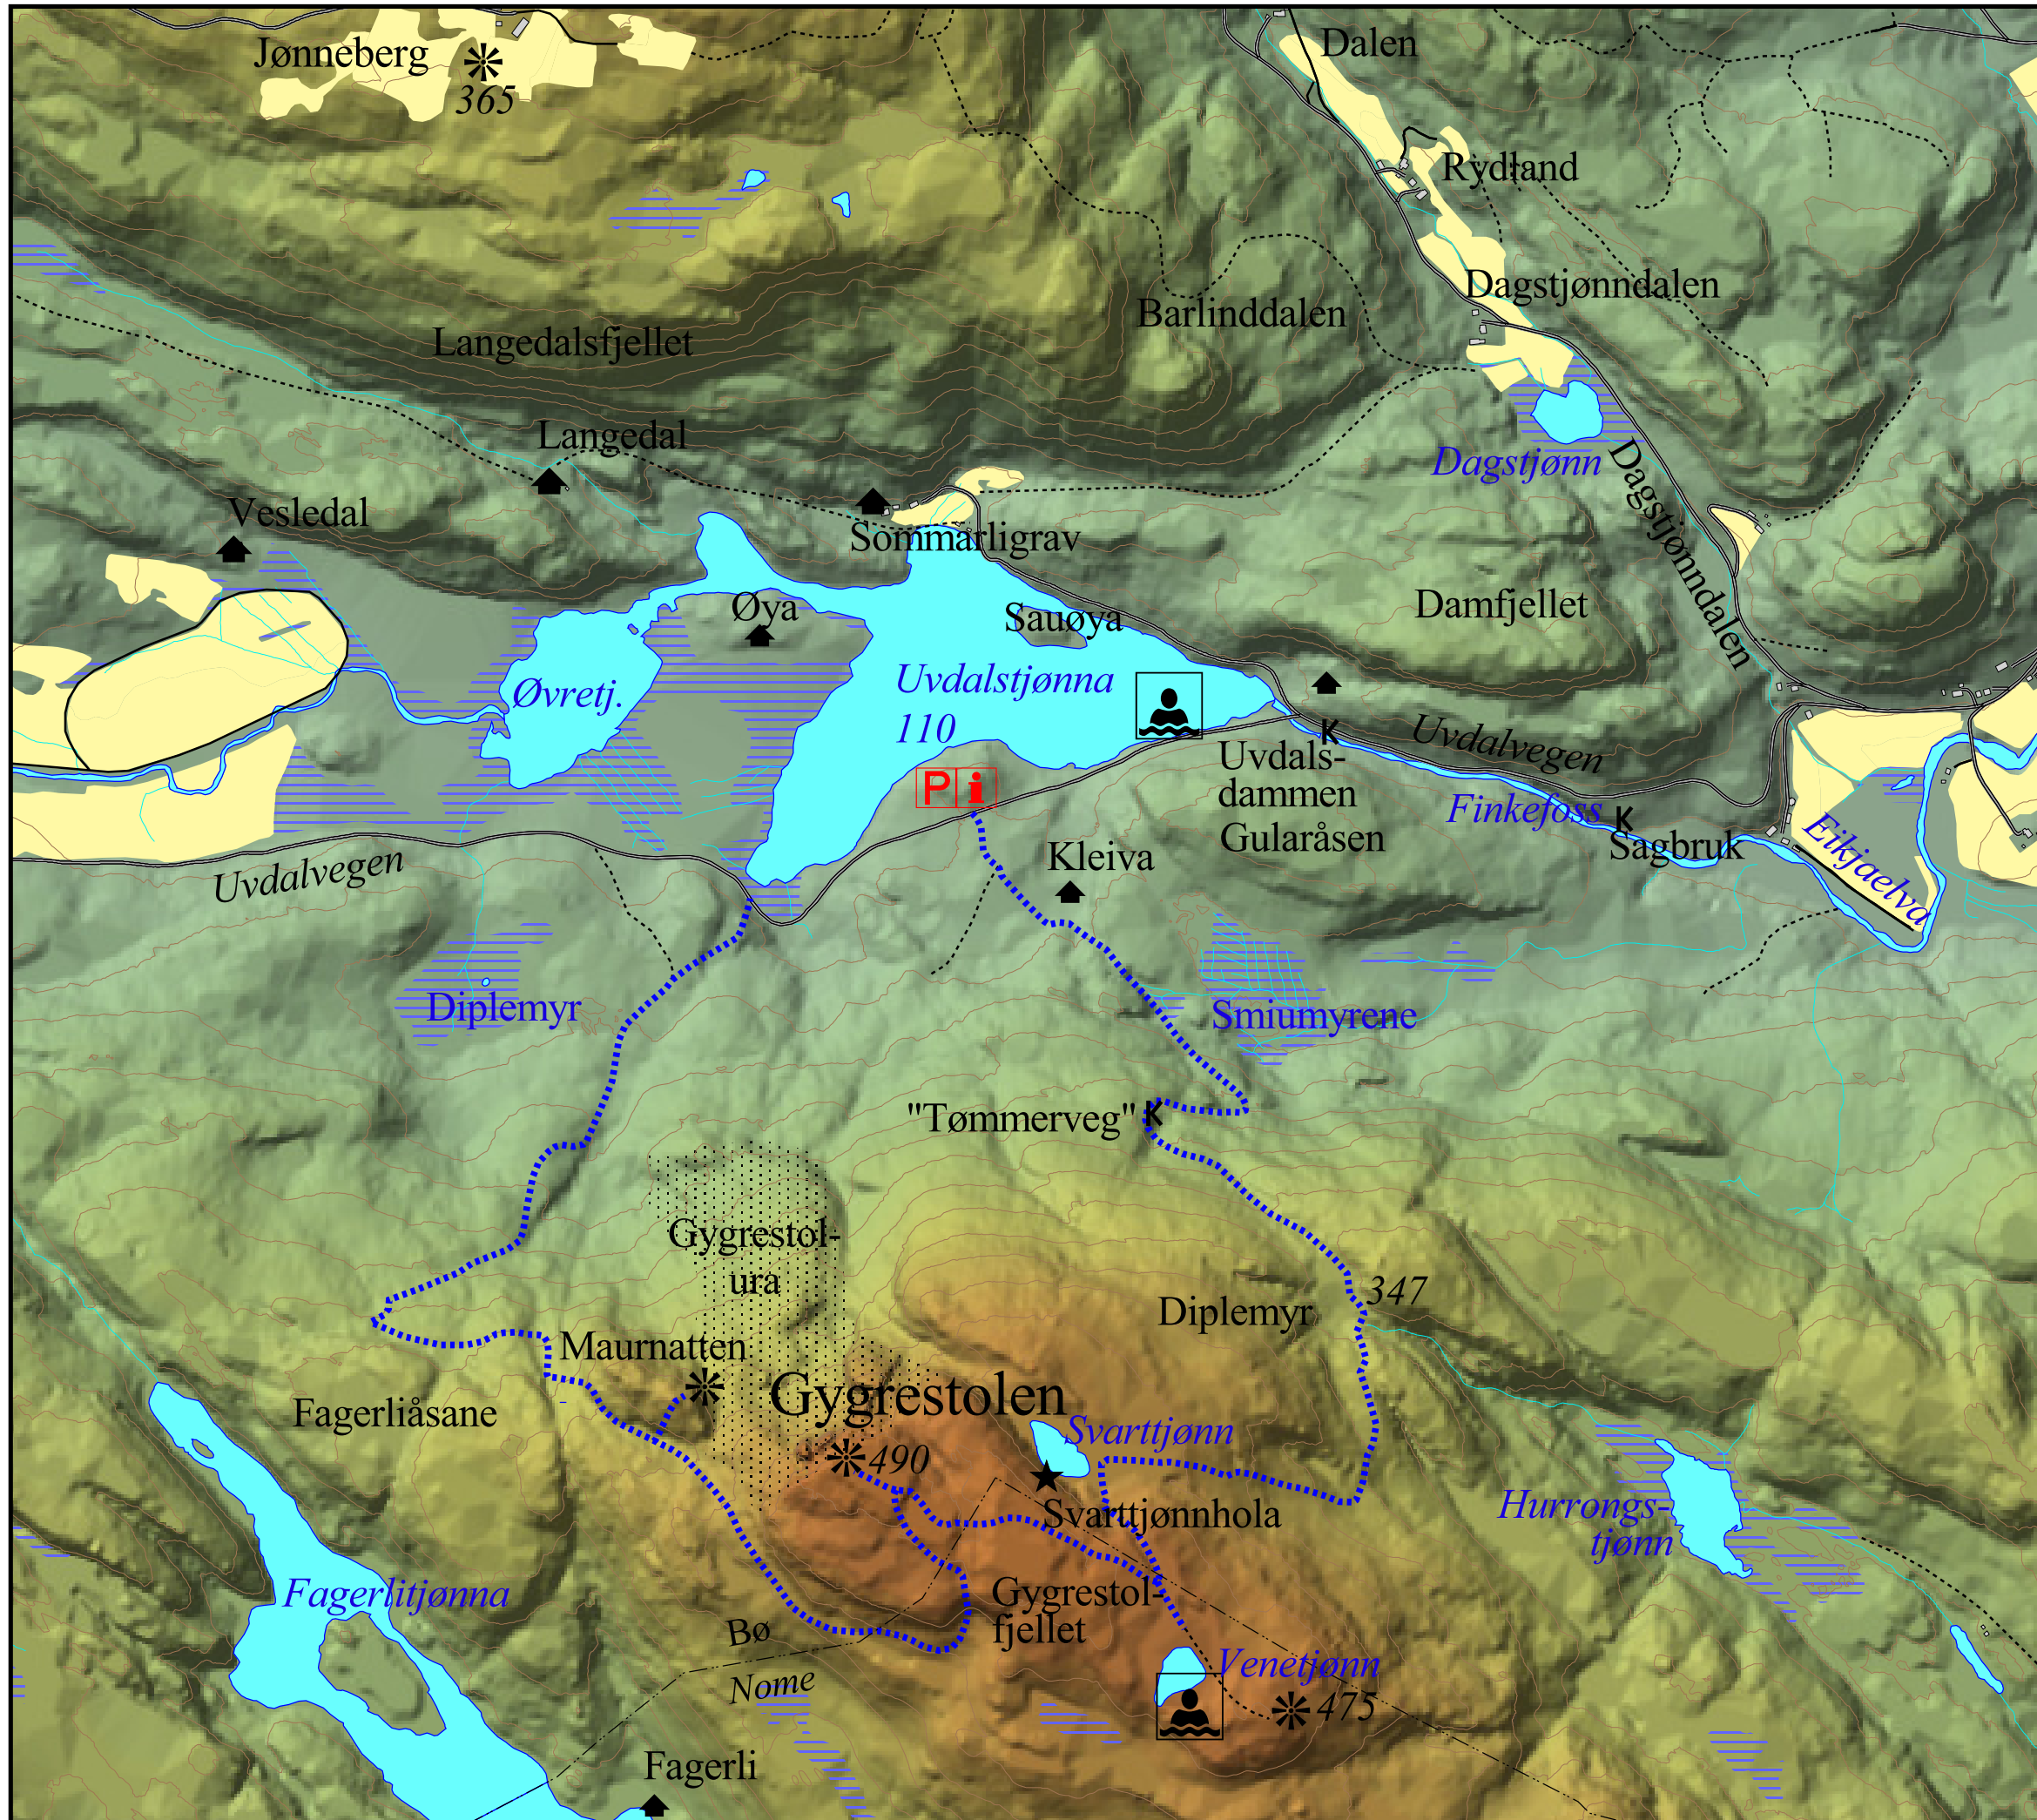 Jønneberg
365
Dalen
Rydland
Dagstjønndalen
Barlinddalen
Langedalsfjellet
Langedal
Dagstjønn
Dagstjønndalen
Vesledal
Sommarligrav
Øya
Sauøya
Damfjellet
Øvretj.
Uvdalstjønna
110
Uvdalvegen
Uvdals-
dammen
P i
Finkefoss
K
K
Gularåsen
Sagbruk
Eikjaelva
Kleiva
Uvdalvegen
Diplemyr
Smiumyrene
"Tømmerveg" K
Gygrestol-
ura
347
Diplemyr
Maurnatten
Gygrestolen
Fagerliåsane
Svarttjønn
490
Svarttjønnhola
Hurrongs-
tjønn
Fagerlitjønna
Gygrestol-
fjellet
Bø
Nome
Venetjønn
475
Fagerli